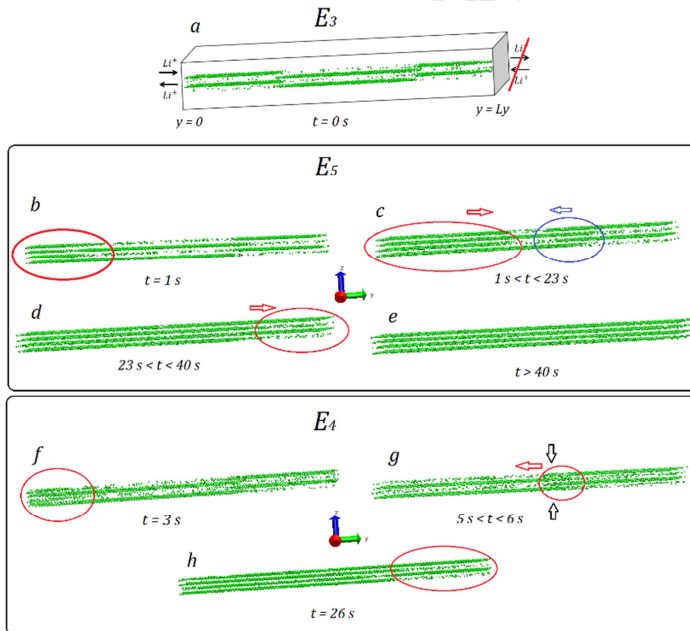 E3
a
Li⁺
Li⁺
Li⁺
Li⁺
y = 0
t = 0 s
y = Ly
E5
b
c
t = 1 s
1 s < t < 23 s
z
y
d
e
23 s < t < 40 s
t > 40 s
E4
f
g
t = 3 s
5 s < t < 6 s
z
y
h
t = 26 s